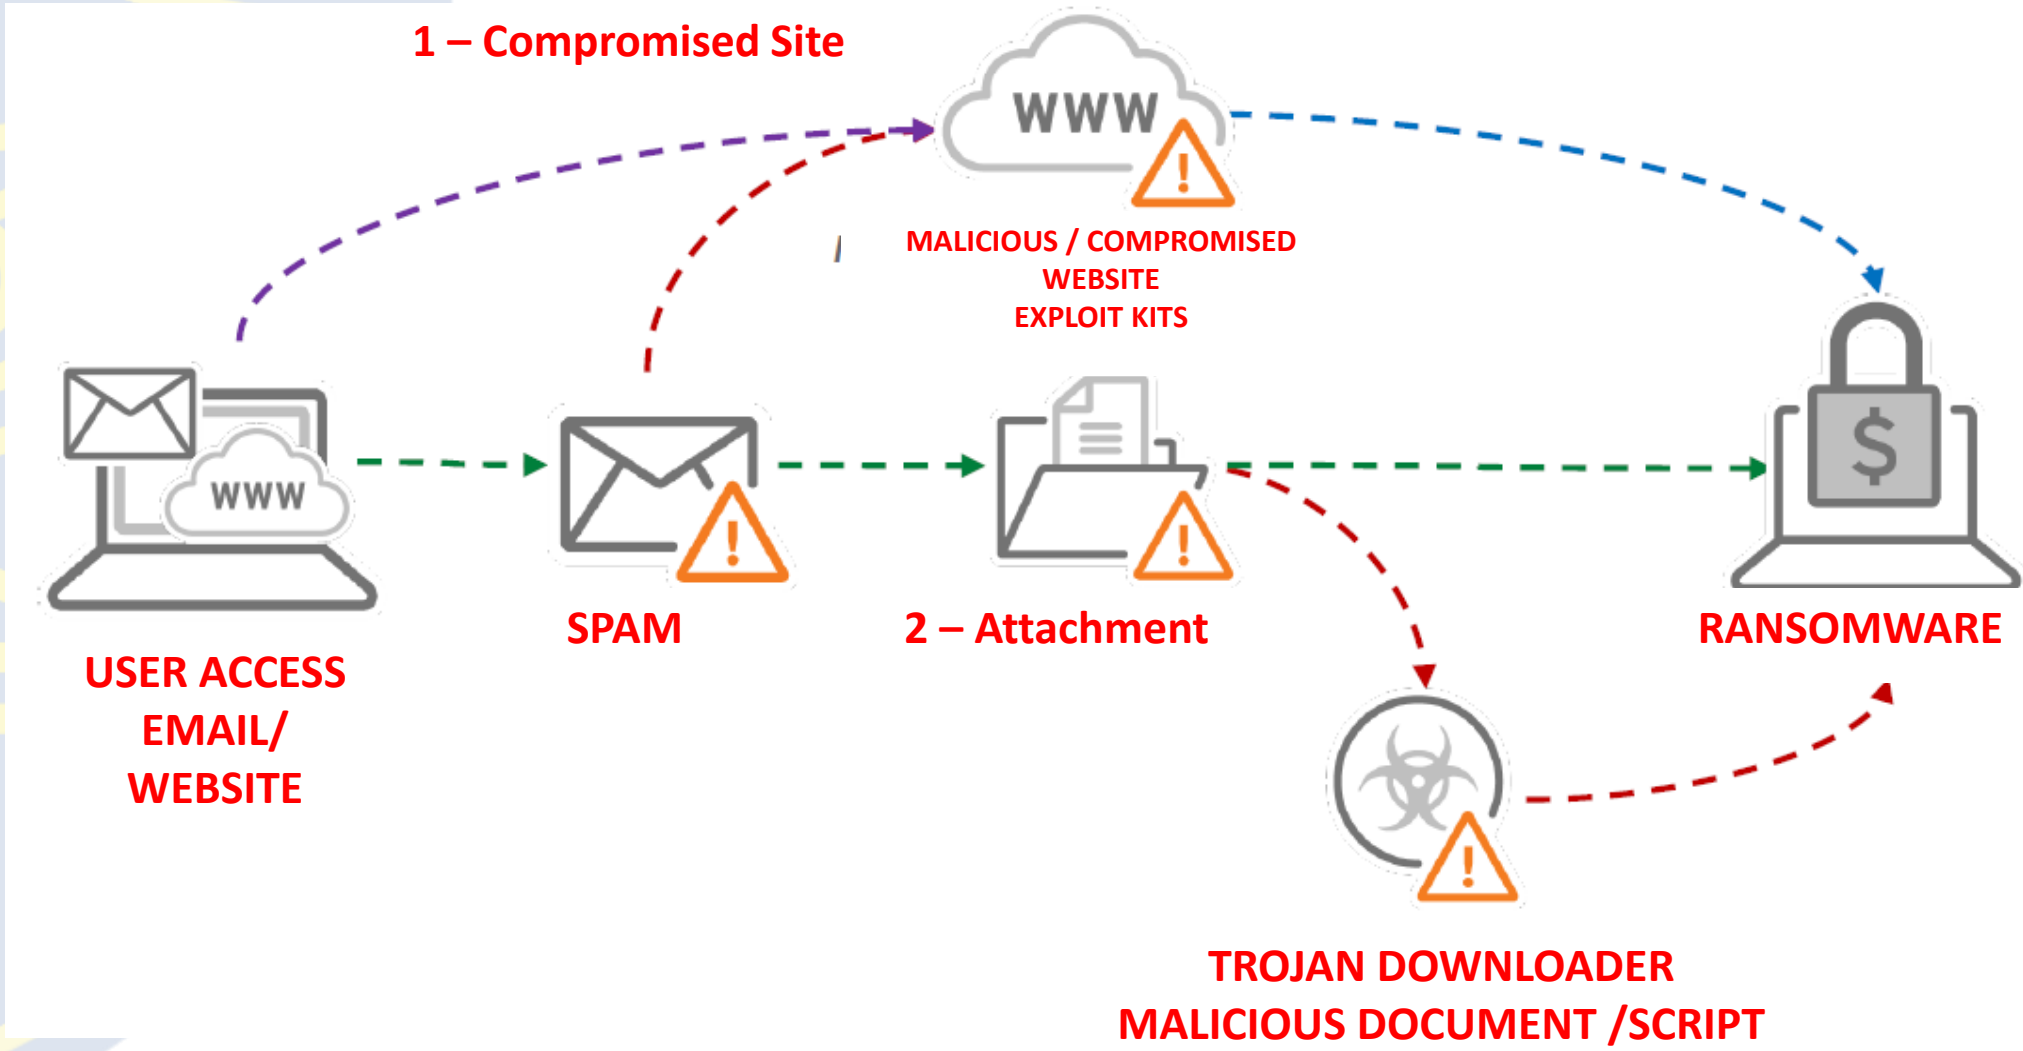 1 – Compromised Site
WWW
MALICIOUS / COMPROMISED
WEBSITE
EXPLOIT KITS
WWW
$
SPAM
2 – Attachment
RANSOMWARE
USER ACCESS
EMAIL/
WEBSITE
TROJAN DOWNLOADER
MALICIOUS DOCUMENT /SCRIPT